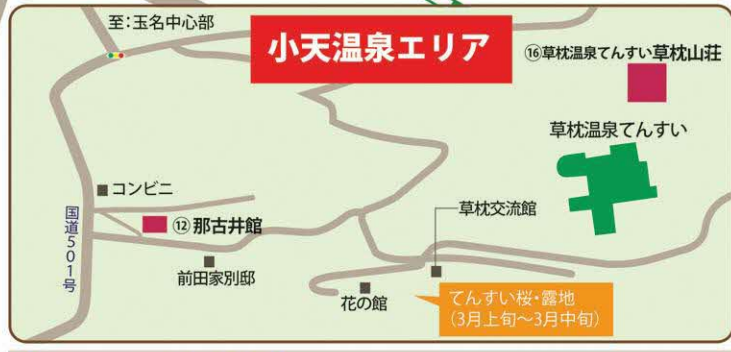 至:玉名中心部
小天温泉エリア
⑯草枕温泉てんすい草枕山荘
草枕温泉てんすい
コンビニ
国道501号
⑫那古井館
草枕交流館
前田家別邸
花の館
てんすい桜・露地
(3月上旬～3月中旬)